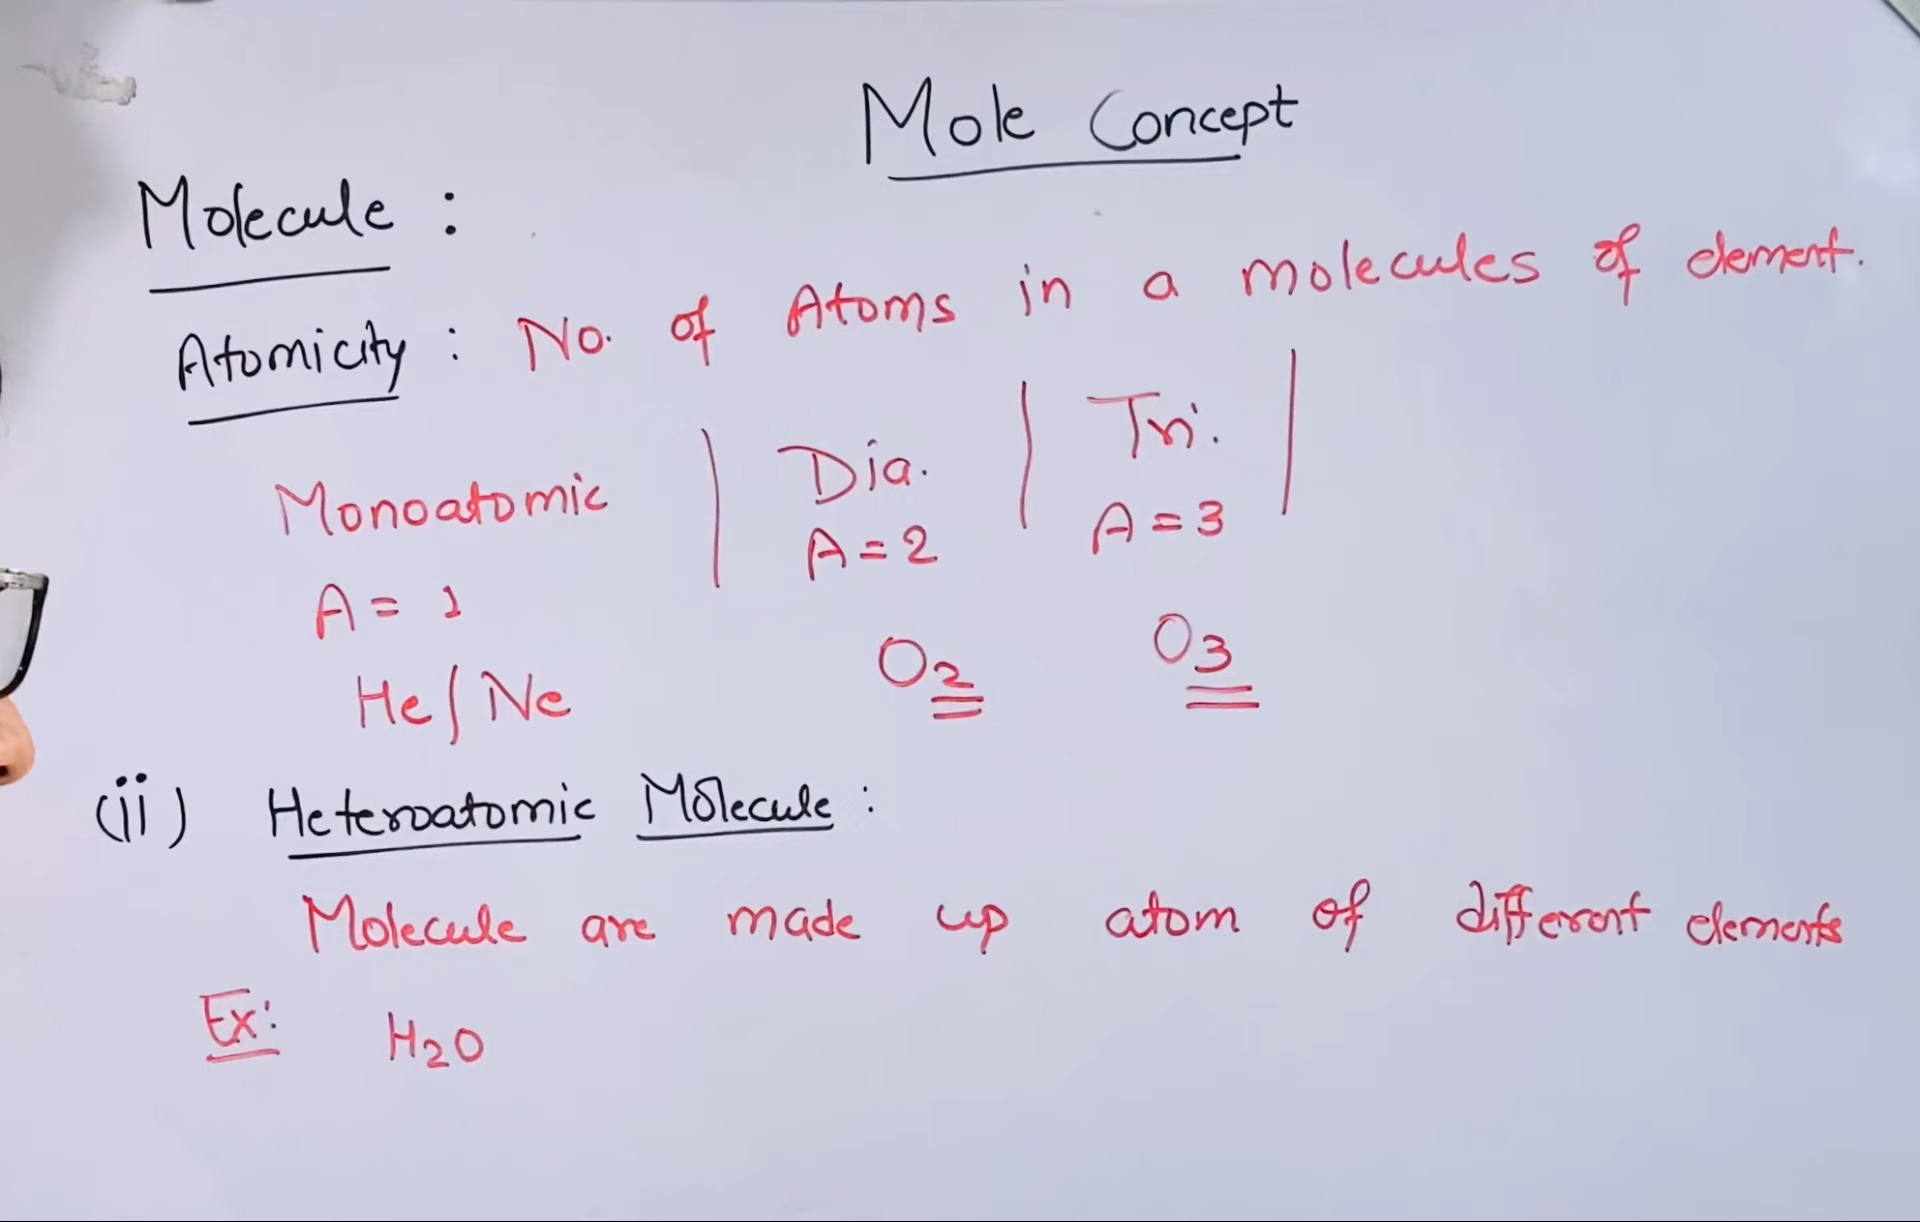 Mole Concept
Molecule :
Atomicity : No. of Atoms in a molecules of element.
Monoatomic | Dia. | Tri. |
A = 1 A = 2 A = 3
He / Ne O2 O3
(ii) Heteroatomic Molecule :
Molecule are made up atom of different elements
Ex: H2O